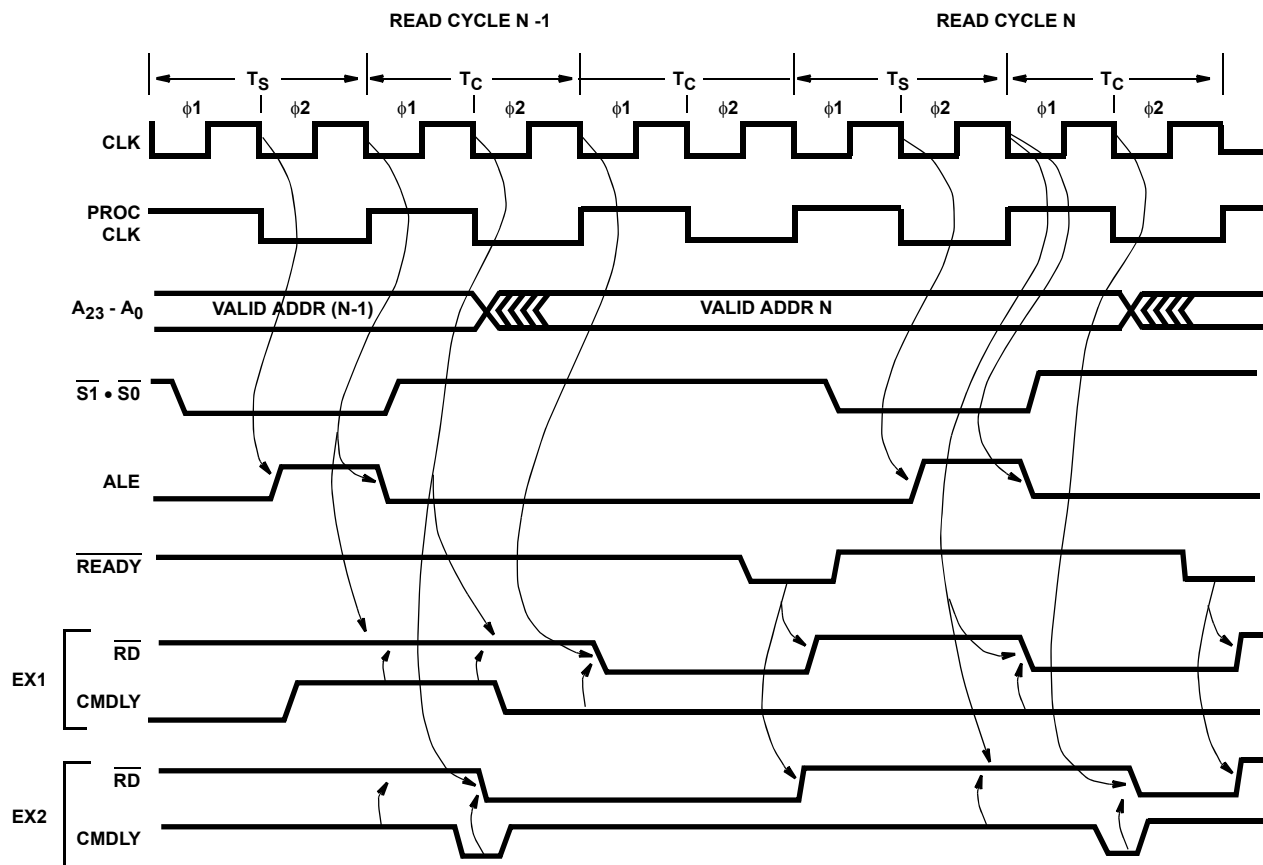 READ CYCLE N -1 READ CYCLE N
TS TC TC TS TC
ϕ1 ϕ2 ϕ1 ϕ2 ϕ1 ϕ2 ϕ1 ϕ2 ϕ1 ϕ2
CLK
PROC
CLK
A23 - A0 VALID ADDR (N-1) VALID ADDR N
S1 • S0
ALE
READY
EX1
RD
CMDLY
EX2
RD
CMDLY